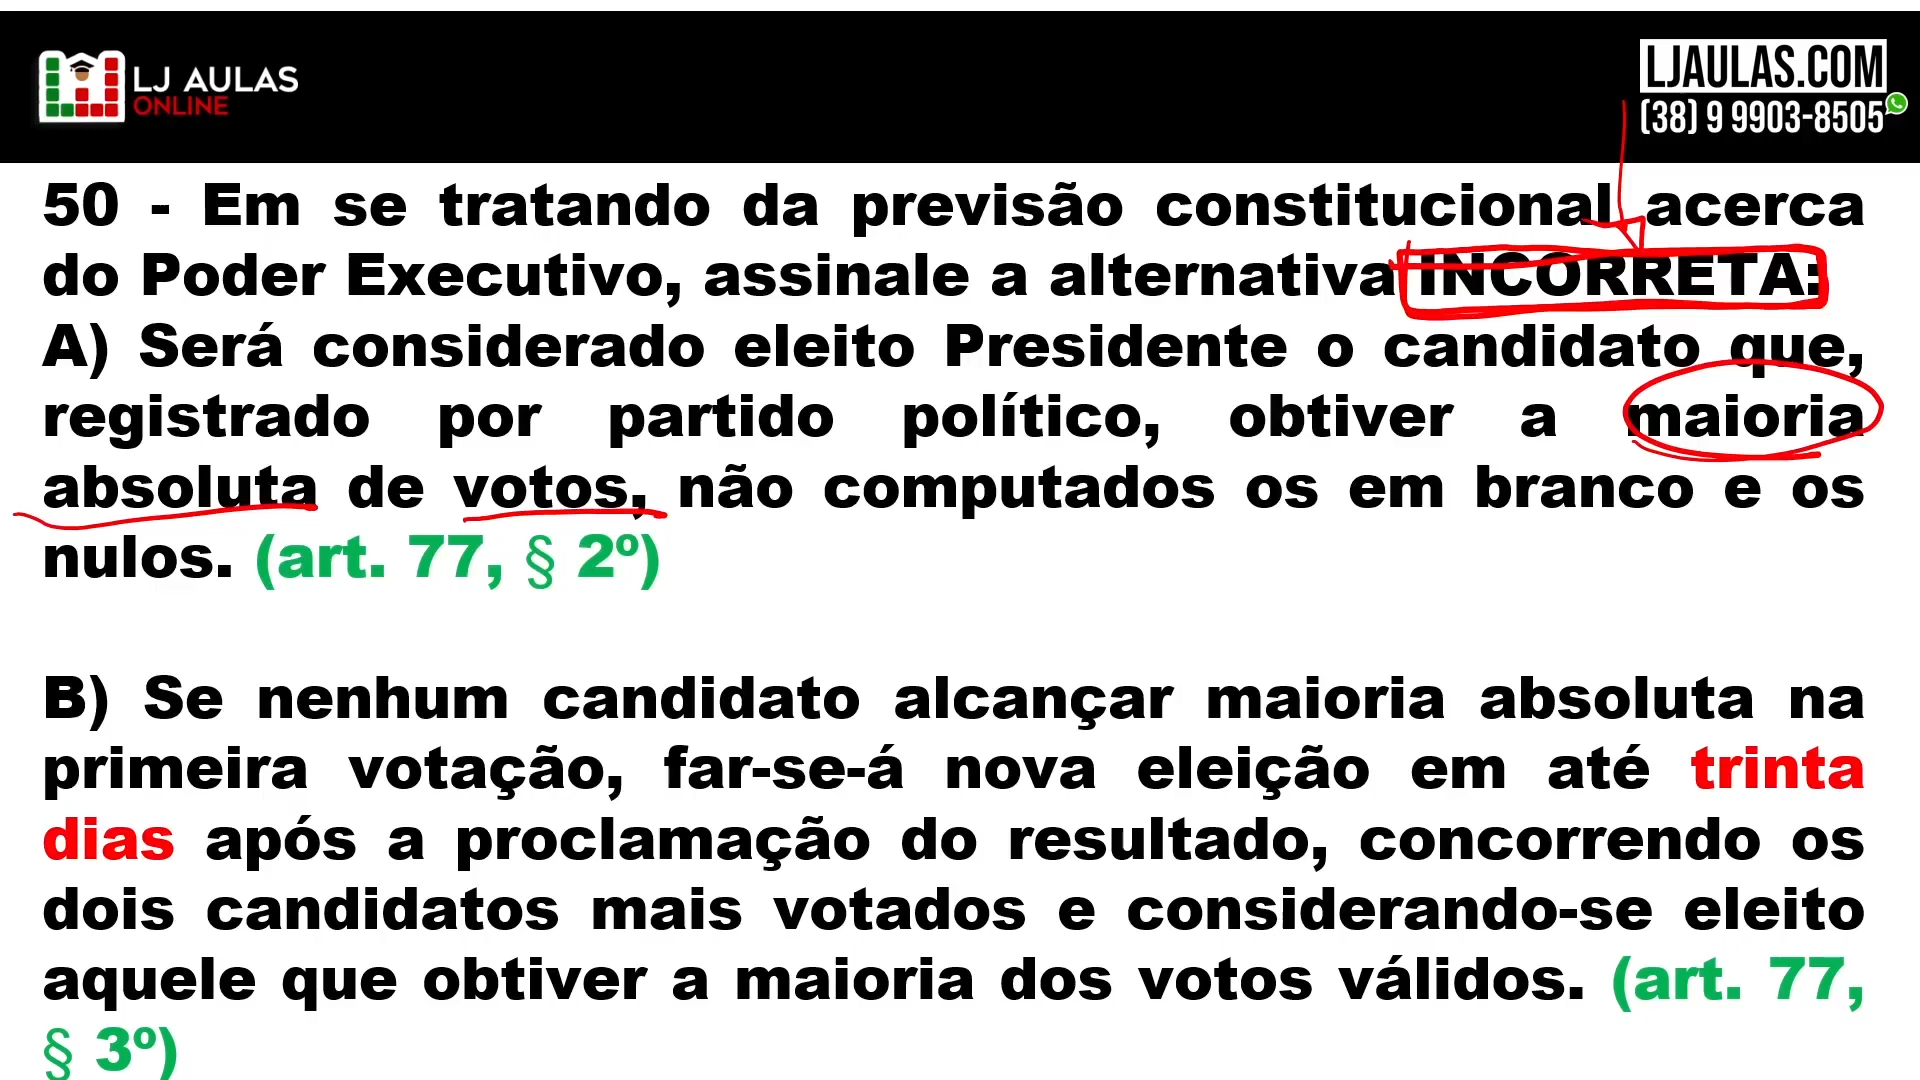 LJ AULAS
ONLINE
LJAULAS.COM
(38) 9 9903-8505
50 - Em se tratando da previsão constitucional acerca
do Poder Executivo, assinale a alternativa INCORRETA:
A) Será considerado eleito Presidente o candidato que,
registrado por partido político, obtiver a maioria
absoluta de votos, não computados os em branco e os
nulos. (art. 77, § 2º)
B) Se nenhum candidato alcançar maioria absoluta na
primeira votação, far-se-á nova eleição em até trinta
dias após a proclamação do resultado, concorrendo os
dois candidatos mais votados e considerando-se eleito
aquele que obtiver a maioria dos votos válidos. (art. 77,
§ 3º)